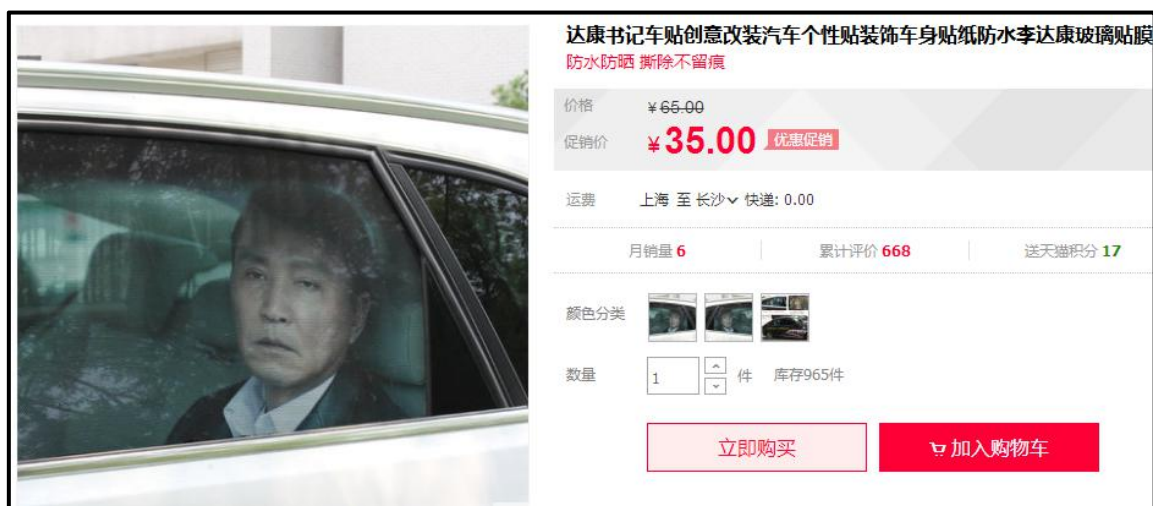 达康书记车贴创意改装汽车个性贴装饰车身贴纸防水李达康玻璃贴膜
防水防晒 撕除不留痕
价格 ¥65.00
促销价 ¥35.00 优惠促销
运费 上海 至 长沙 快递: 0.00
月销量 6 累计评价 668 送天猫积分 17
颜色分类
数量 1 件 库存965件
立即购买 加入购物车